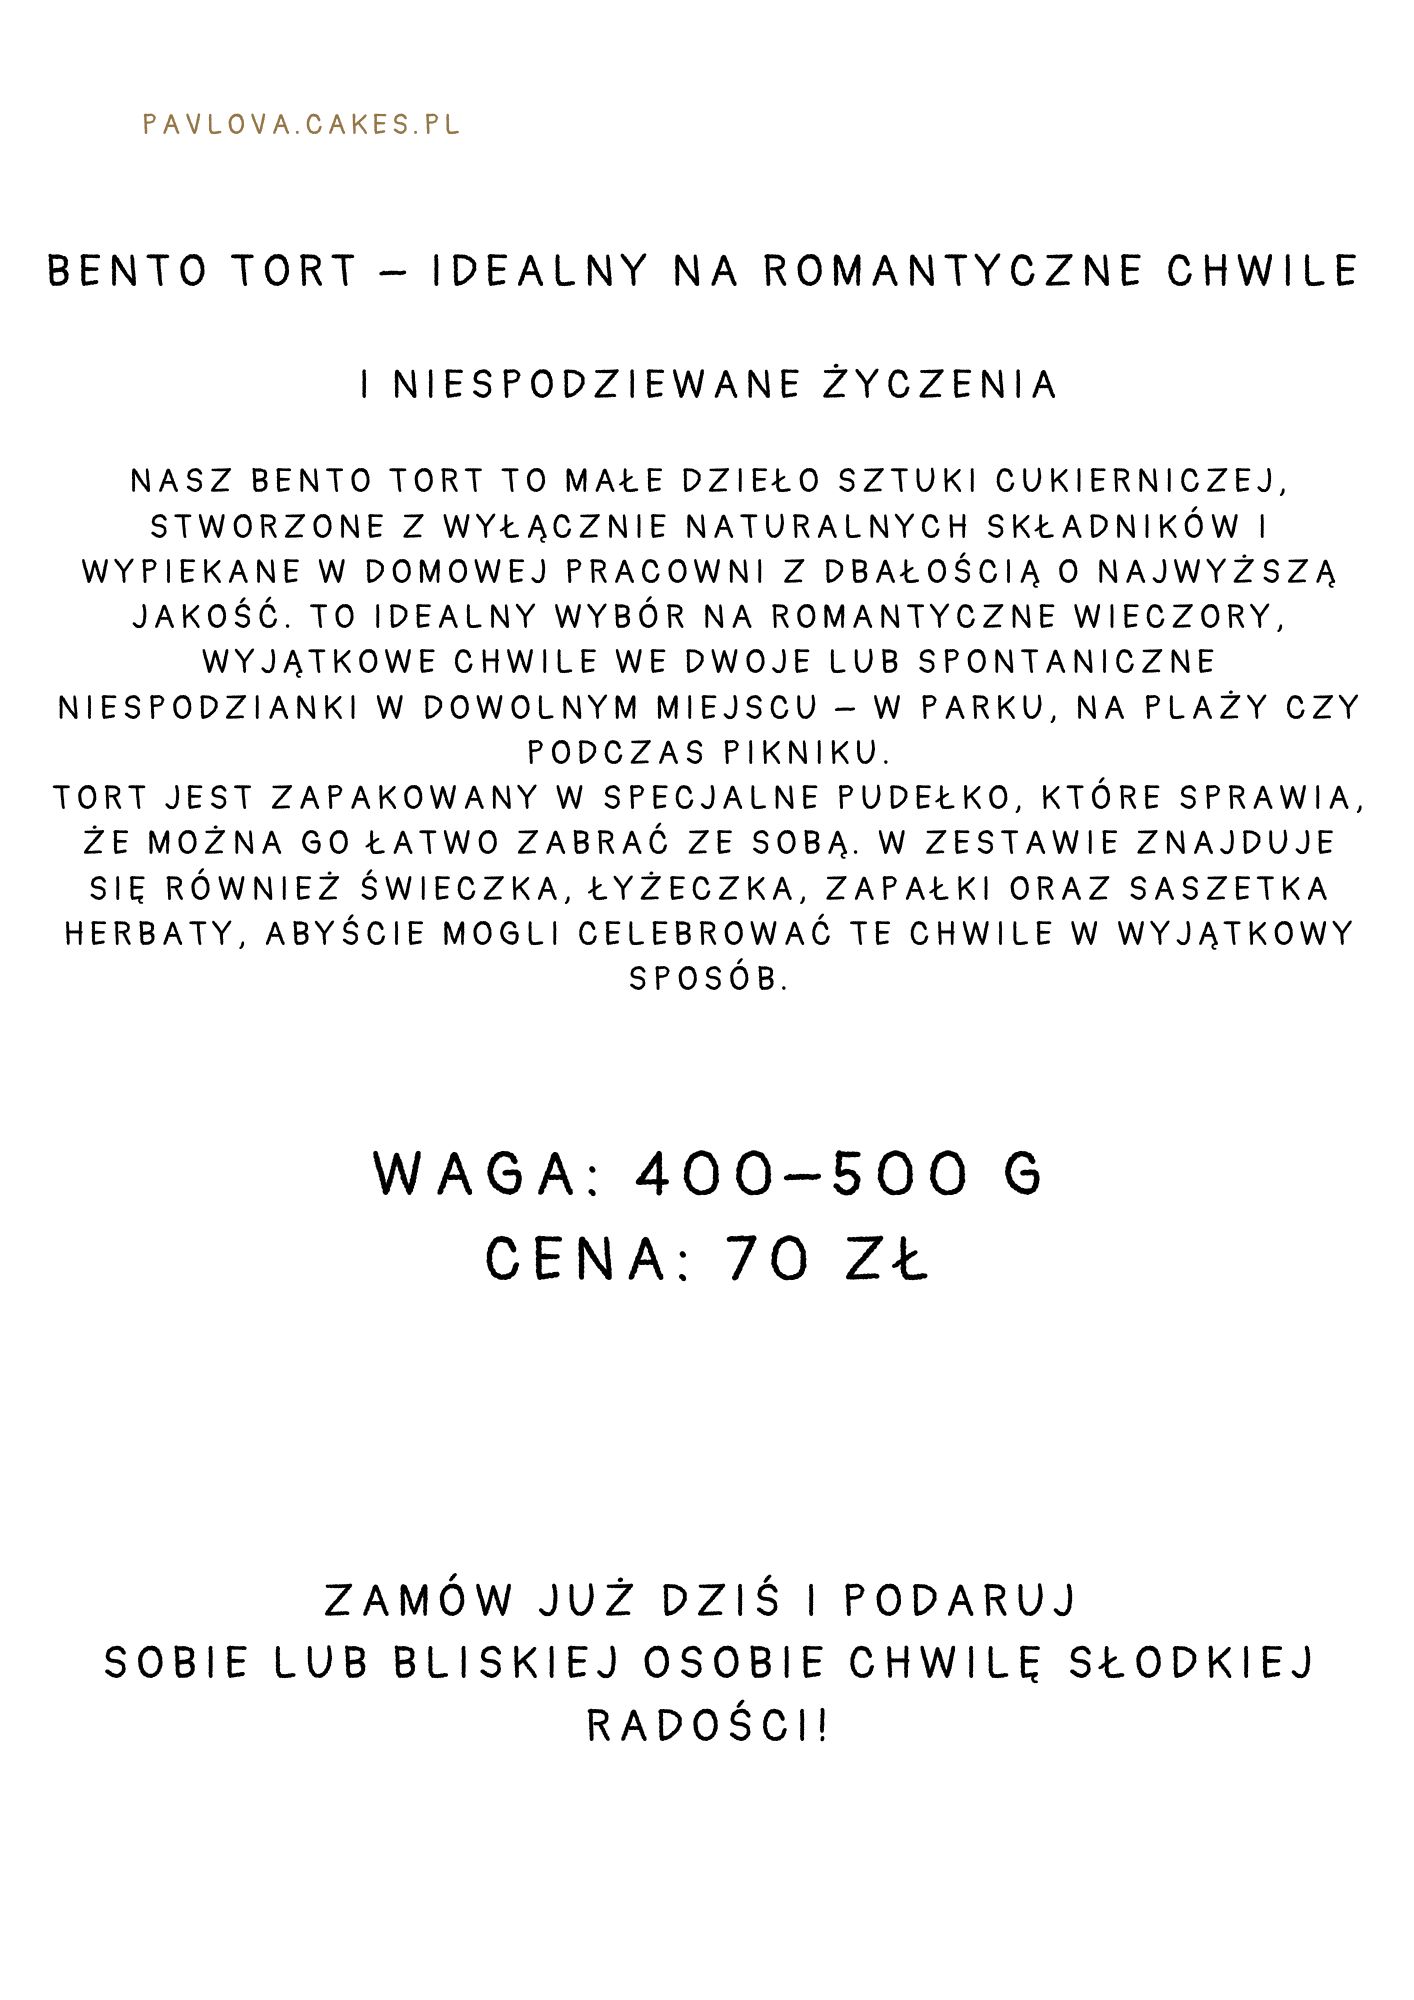 PAVLOVA.CAKES.PL
BENTO TORT – IDEALNY NA ROMANTYCZNE CHWILE
I NIESPODZIEWANE ŻYCZENIA
NASZ BENTO TORT TO MAŁE DZIEŁO SZTUKI CUKIERNICZEJ,
STWORZONE Z WYŁĄCZNIE NATURALNYCH SKŁADNIKÓW I
WYPIEKANE W DOMOWEJ PRACOWNI Z DBAŁOŚCIĄ O NAJWYŻSZĄ
JAKOŚĆ. TO IDEALNY WYBÓR NA ROMANTYCZNE WIECZORY,
WYJĄTKOWE CHWILE WE DWOJE LUB SPONTANICZNE
NIESPODZIANKI W DOWOLNYM MIEJSCU – W PARKU, NA PLAŻY CZY
PODCZAS PIKNIKU.
TORT JEST ZAPAKOWANY W SPECJALNE PUDEŁKO, KTÓRE SPRAWIA,
ŻE MOŻNA GO ŁATWO ZABRAĆ ZE SOBĄ. W ZESTAWIE ZNAJDUJE
SIĘ RÓWNIEŻ ŚWIECZKA, ŁYŻECZKA, ZAPAŁKI ORAZ SASZETKA
HERBATY, ABYŚCIE MOGLI CELEBROWAĆ TE CHWILE W WYJĄTKOWY
SPOSÓB.
WAGA: 400–500 G
CENA: 70 ZŁ
ZAMÓW JUŻ DZIŚ I PODARUJ
SOBIE LUB BLISKIEJ OSOBIE CHWILĘ SŁODKIEJ
RADOŚCI!